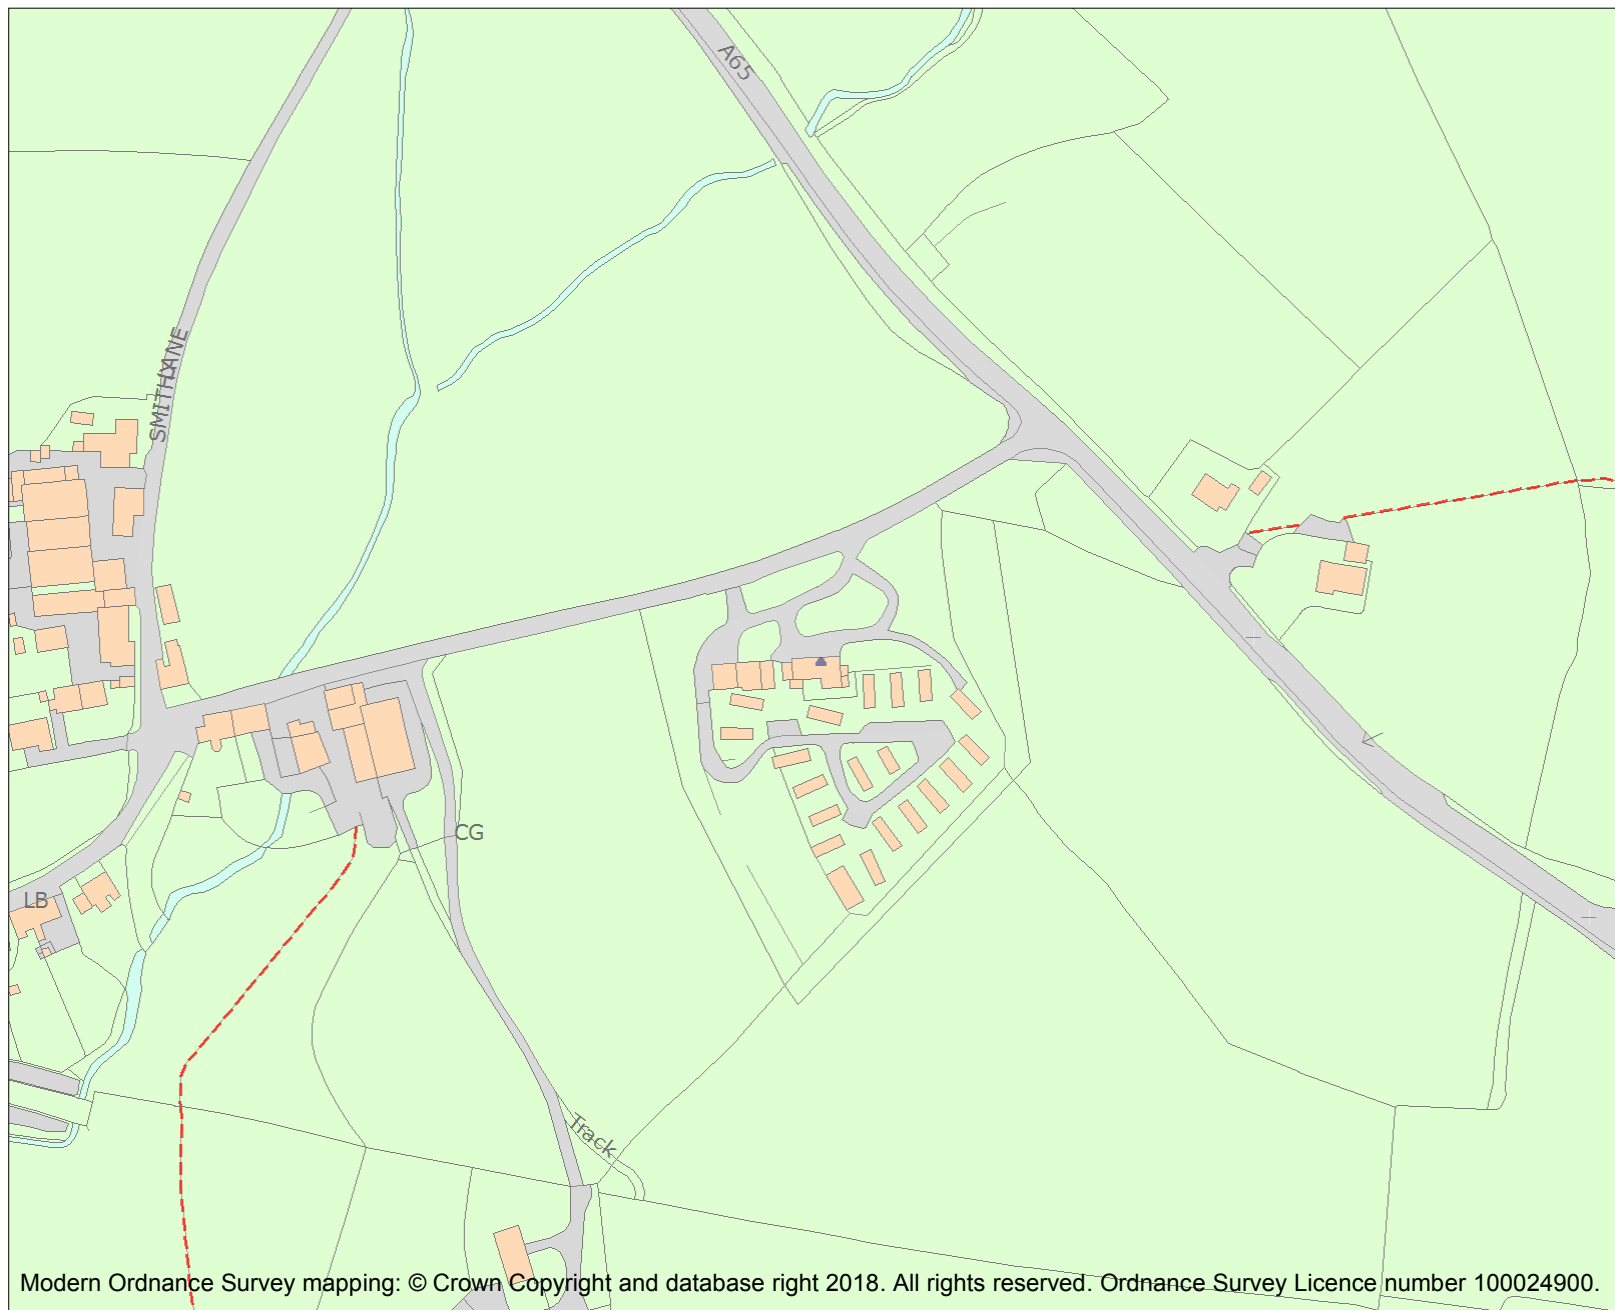 A65
SMITHY LANE
CG
LB
Track
Modern Ordnance Survey mapping: © Crown Copyright and database right 2018. All rights reserved. Ordnance Survey Licence number 100024900.